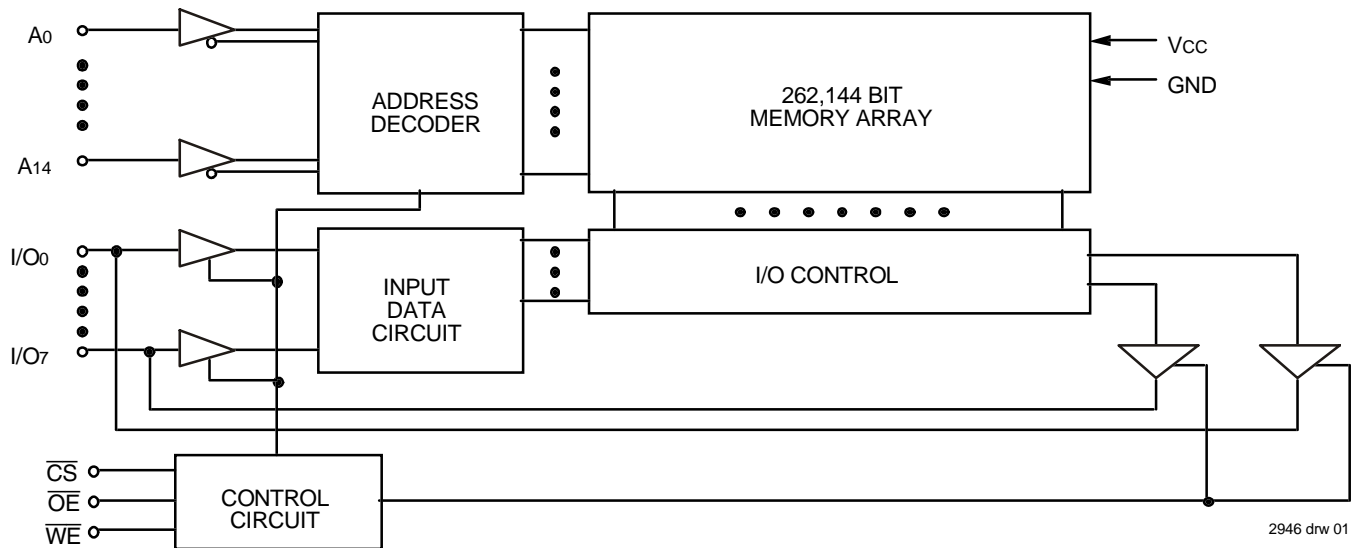 A0
A14
ADDRESS
DECODER
262,144 BIT
MEMORY ARRAY
VCC
GND
I/O0
I/O7
INPUT
DATA
CIRCUIT
I/O CONTROL
CS
OE
WE
CONTROL
CIRCUIT
2946 drw 01